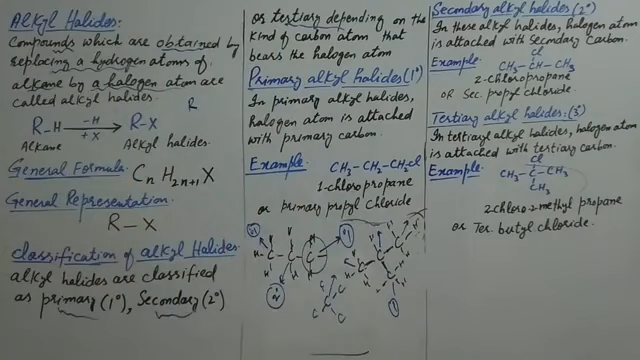 Alkyl Halides:
Compounds which are obtained by
replacing a hydrogen atoms of
alkane by a halogen atom are
called alkyl halides.
R
R-H -H +X → R-X
Alkane Alkyl halides
General Formula: CnH2n+1X
General Representation
R-X
Classification of alkyl Halides.
alkyl halides are classified
as primary (1°), Secondary (2°)
or tertiary depending on the
kind of carbon atom that
bears the halogen atom
Primary alkyl halides (1°)
In primary alkyl halides,
halogen atom is attached
with primary carbon.
Example
CH3-CH2-CH2Cl
1-chloropropane
or primary propyl Chloride
Secondary alkyl halides (2°)
In these alkyl halides, halogen atom
is attached with Secondary Carbon.
Example
Cl
CH3-CH-CH3
2-Chloropropane
OR Sec. propyl chloride.
Tertiary alkyl halides: (3°)
In tertiary alkyl halides, halogen atom
is attached with tertiary carbon.
Example
Cl
CH3-C-CH3
CH3
2-chloro-2-methyl propane
or Ter. butyl chloride.